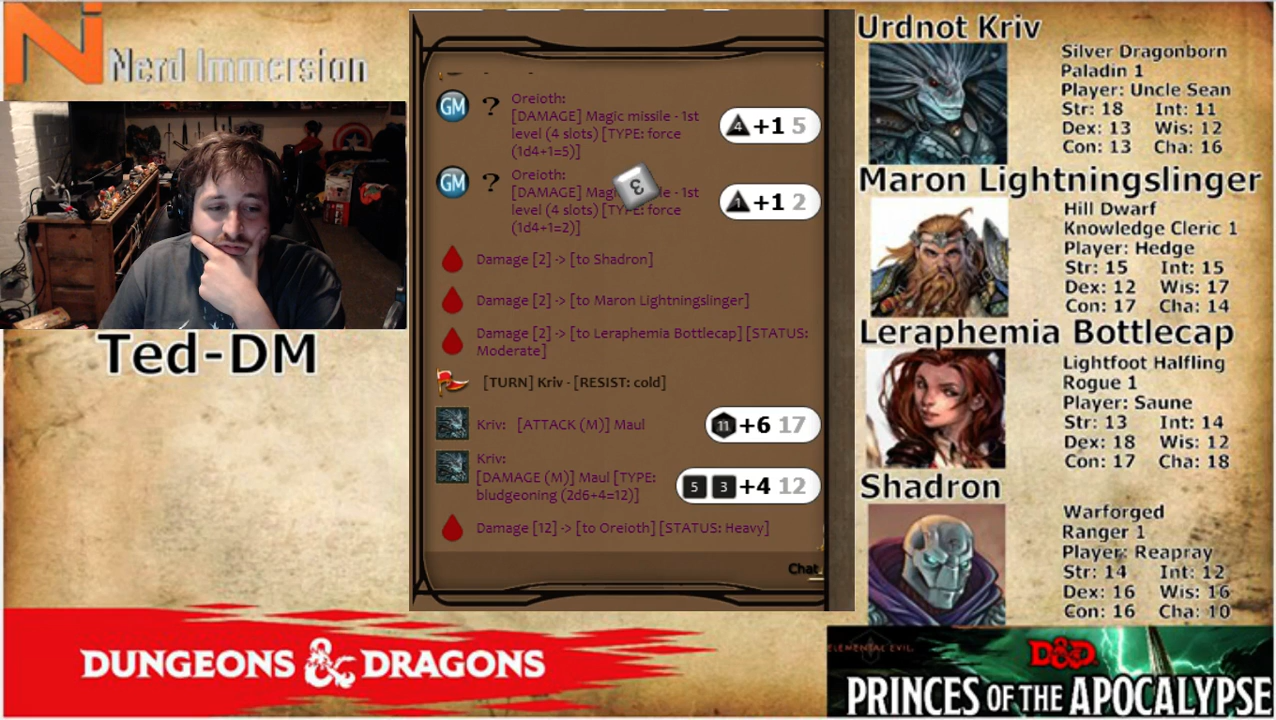 Ni Nerd Immersion
Ted-DM
DUNGEONS & DRAGONS
GM ? Oreioth:
[DAMAGE] Magic missile - 1st
level (4 slots) [TYPE: force
(1d4+1=5)]
4 +1 5
GM ? Oreioth:
[DAMAGE] Magic - 1st
level (4 slots) [TYPE: force
(1d4+1=2)]
3
1 +1 2
Damage [2] -> [to Shadron]
Damage [2] -> [to Maron Lightningslinger]
Damage [2] -> [to Leraphemia Bottlecap] [STATUS:
Moderate]
[TURN] Kriv - [RESIST: cold]
Kriv: [ATTACK (M)] Maul
11 +6 17
Kriv:
[DAMAGE (M)] Maul [TYPE:
bludgeoning (2d6+4=12)]
5 3 +4 12
Damage [12] -> [to Oreioth] [STATUS: Heavy]
Chat
Urdnot Kriv
Silver Dragonborn
Paladin 1
Player: Uncle Sean
Str: 18 Int: 11
Dex: 13 Wis: 12
Con: 13 Cha: 16
Maron Lightningslinger
Hill Dwarf
Knowledge Cleric 1
Player: Hedge
Str: 15 Int: 15
Dex: 12 Wis: 17
Con: 17 Cha: 14
Leraphemia Bottlecap
Lightfoot Halfling
Rogue 1
Player: Saune
Str: 13 Int: 14
Dex: 18 Wis: 12
Con: 17 Cha: 18
Shadron
Warforged
Ranger 1
Player: Reapray
Str: 14 Int: 12
Dex: 16 Wis: 16
Con: 16 Cha: 10
ELEMENTAL EVIL
D&D
PRINCES OF THE APOCALYPSE